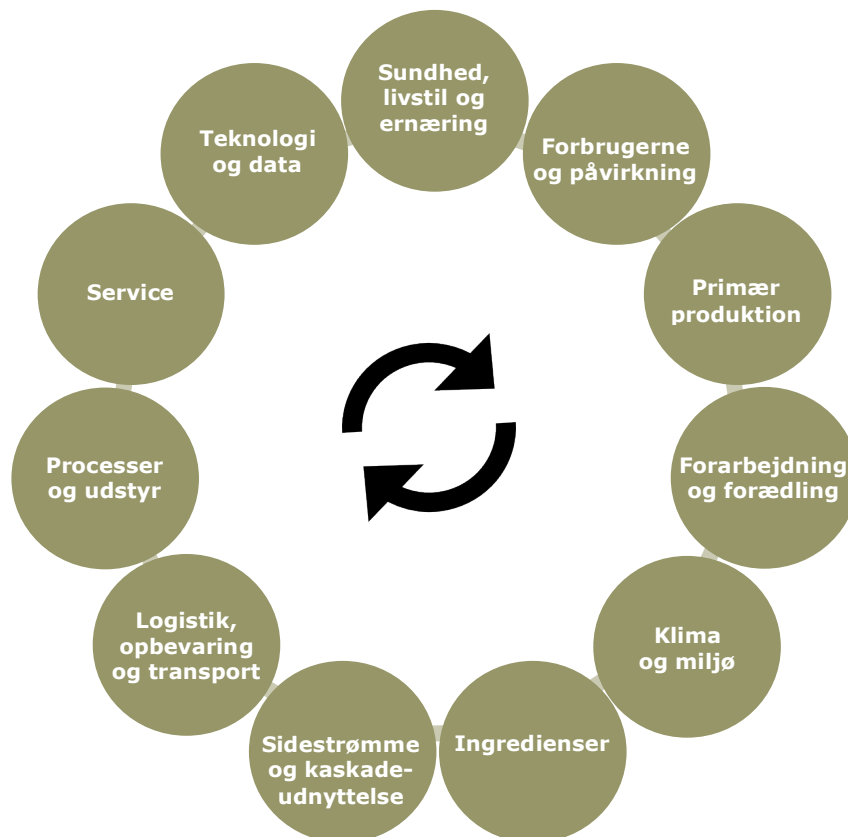 Sundhed,
livstil og
ernæring
Forbrugerne
og påvirkning
Primær
produktion
Forarbejdning
og forædling
Klima
og miljø
Ingredienser
Sidestrømme
og kaskade-
udnyttelse
Logistik,
opbevaring
og transport
Processer
og udstyr
Service
Teknologi
og data